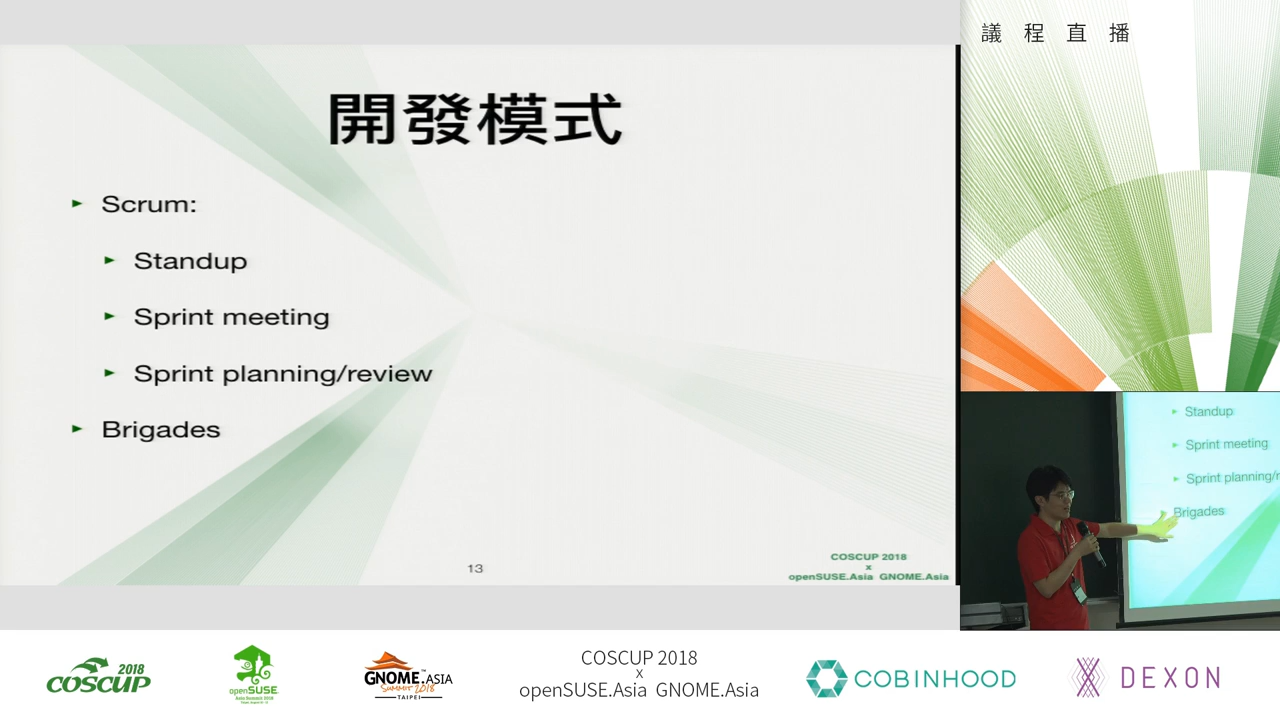 議程直播
開發模式
Scrum:
Standup
Sprint meeting
Sprint planning/review
Brigades
13
COSCUP 2018
x
openSUSE.Asia GNOME.Asia
Standup
Sprint meeting
Sprint planning/r
Brigades
2018
COSCUP
openSUSE
GNOME.ASIA
SUMMIT 2018
TAIPEI
COSCUP 2018
x
openSUSE.Asia GNOME.Asia
COBINHOOD
DEXON